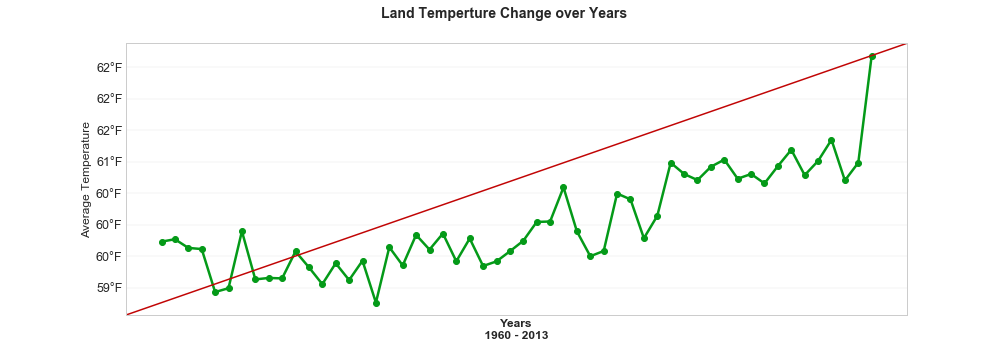 Land Temperture Change over Years
62°F
62°F
62°F
61°F
60°F
60°F
60°F
59°F
Average Temperature
Years
1960 - 2013